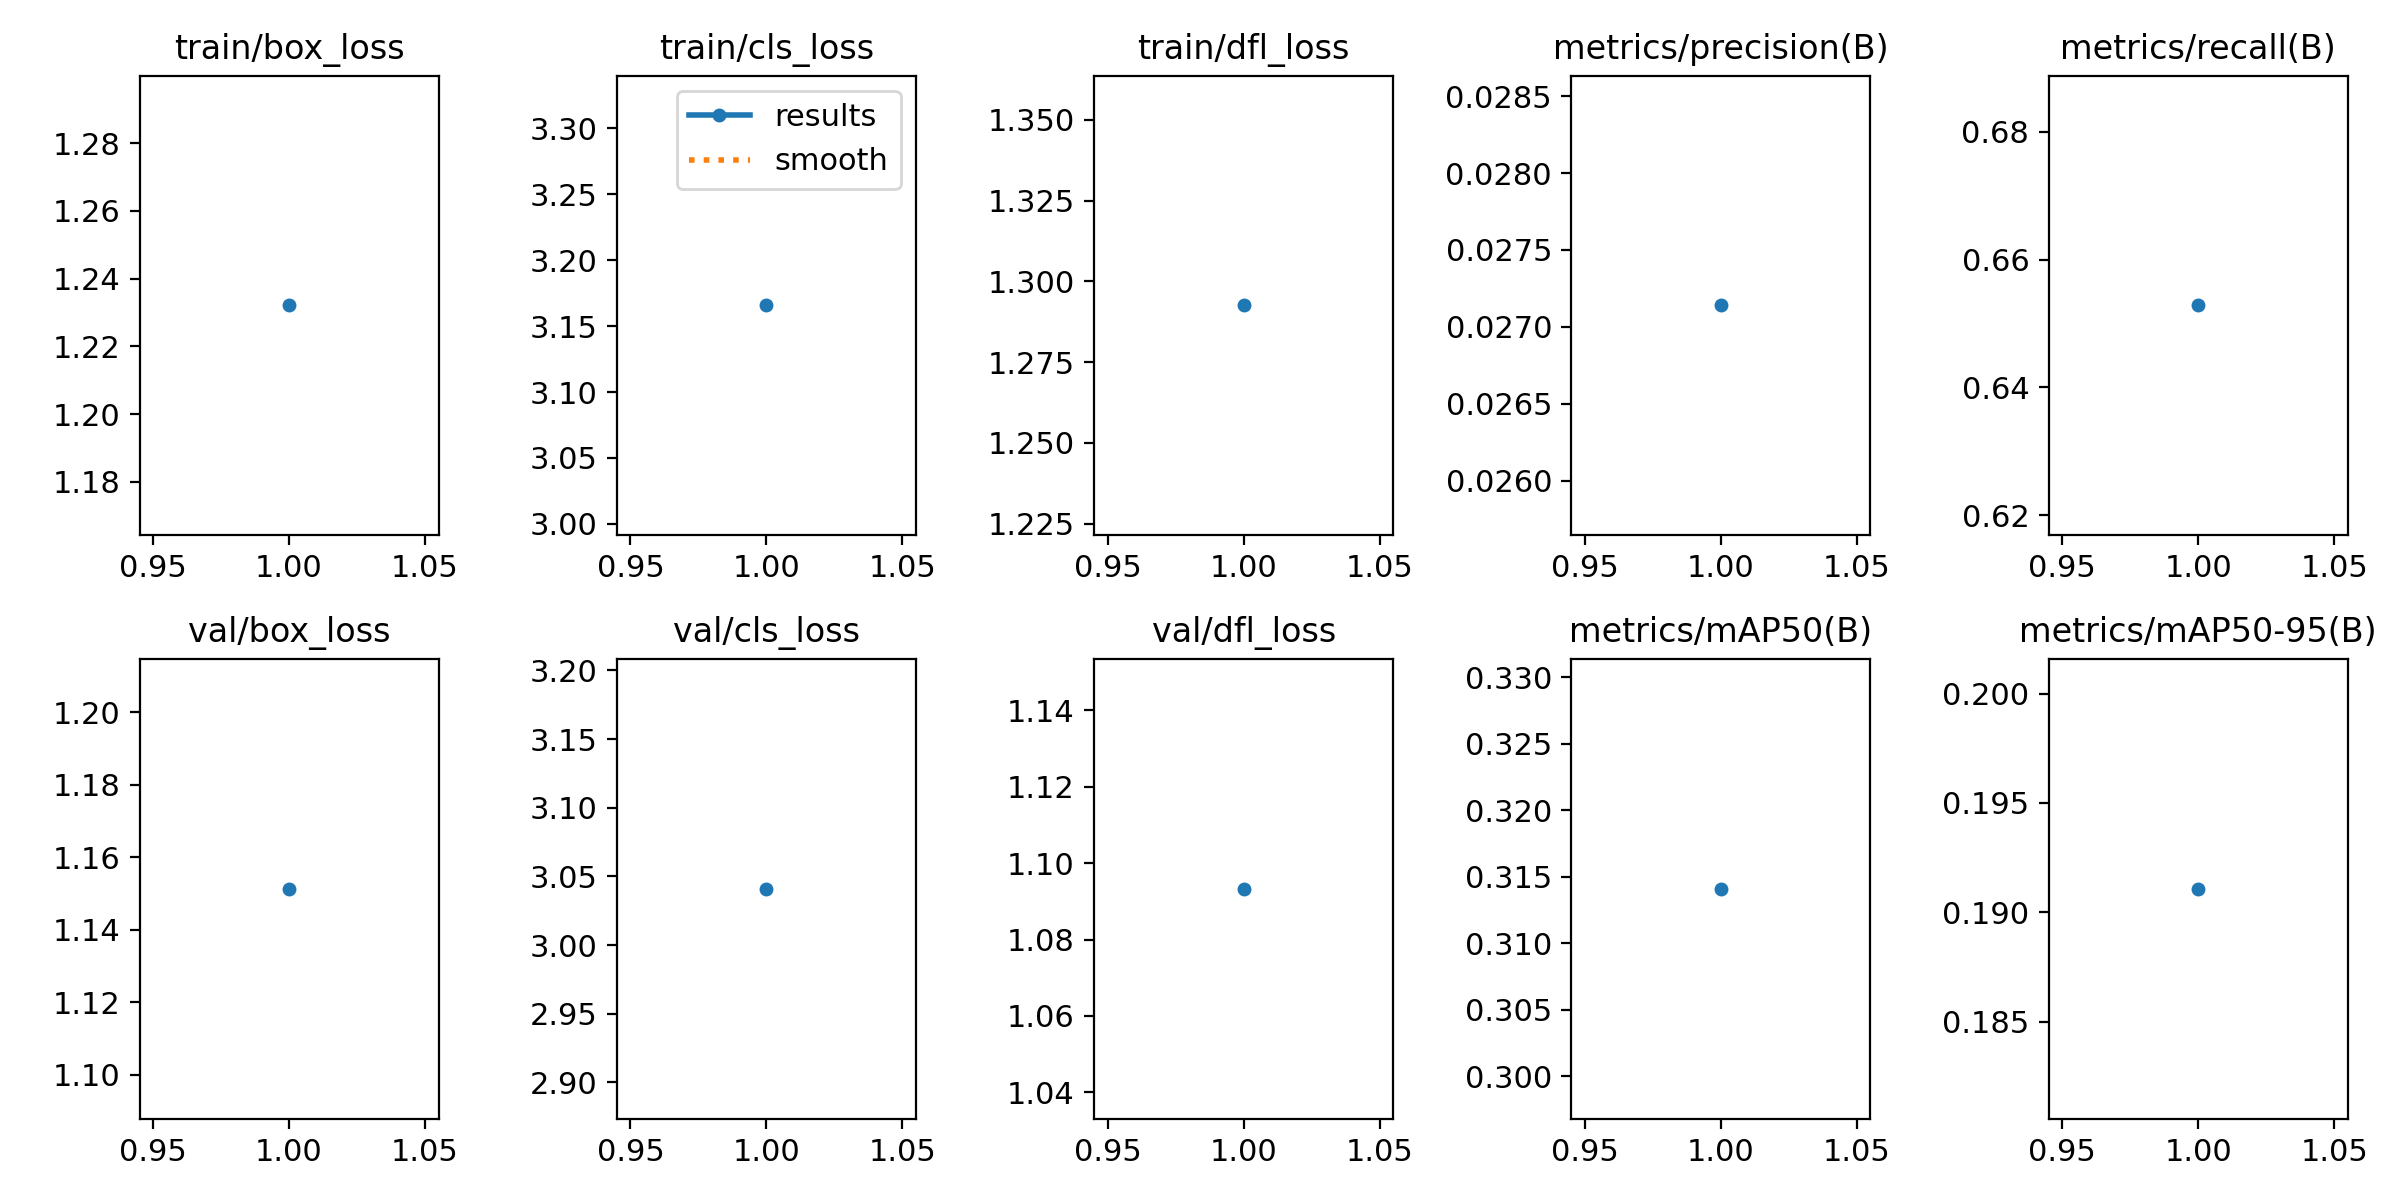 train/box_loss
1.28
1.26
1.24
1.22
1.20
1.18
0.95 1.00 1.05
train/cls_loss
results
smooth
3.30
3.25
3.20
3.15
3.10
3.05
3.00
0.95 1.00 1.05
train/dfl_loss
1.350
1.325
1.300
1.275
1.250
1.225
0.95 1.00 1.05
metrics/precision(B)
0.0285
0.0280
0.0275
0.0270
0.0265
0.0260
0.95 1.00 1.05
metrics/recall(B)
0.68
0.66
0.64
0.62
0.95 1.00 1.05
val/box_loss
1.20
1.18
1.16
1.14
1.12
1.10
0.95 1.00 1.05
val/cls_loss
3.20
3.15
3.10
3.05
3.00
2.95
2.90
0.95 1.00 1.05
val/dfl_loss
1.14
1.12
1.10
1.08
1.06
1.04
0.95 1.00 1.05
metrics/mAP50(B)
0.330
0.325
0.320
0.315
0.310
0.305
0.300
0.95 1.00 1.05
metrics/mAP50-95(B)
0.200
0.195
0.190
0.185
0.95 1.00 1.05